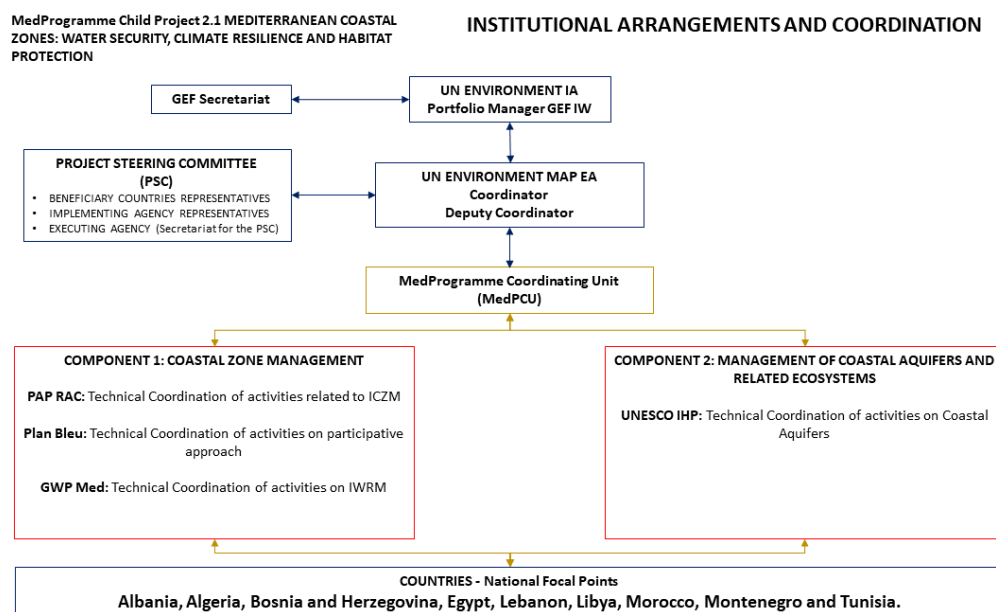 MedProgramme Child Project 2.1 MEDITERRANEAN COASTAL
ZONES: WATER SECURITY, CLIMATE RESILIENCE AND HABITAT
PROTECTION
INSTITUTIONAL ARRANGEMENTS AND COORDINATION
GEF Secretariat
UN ENVIRONMENT IA
Portfolio Manager GEF IW
PROJECT STEERING COMMITTEE
(PSC)
• BENEFICIARY COUNTRIES REPRESENTATIVES
• IMPLEMENTING AGENCY REPRESENTATIVES
• EXECUTING AGENCY (Secretariat for the PSC)
UN ENVIRONMENT MAP EA
Coordinator
Deputy Coordinator
MedProgramme Coordinating Unit
(MedPCU)
COMPONENT 1: COASTAL ZONE MANAGEMENT
PAP RAC: Technical Coordination of activities related to ICZM
Plan Bleu: Technical Coordination of activities on participative
approach
GWP Med: Technical Coordination of activities on IWRM
COMPONENT 2: MANAGEMENT OF COASTAL AQUIFERS AND
RELATED ECOSYSTEMS
UNESCO IHP: Technical Coordination of activities on Coastal
Aquifers
COUNTRIES - National Focal Points
Albania, Algeria, Bosnia and Herzegovina, Egypt, Lebanon, Libya, Morocco, Montenegro and Tunisia.